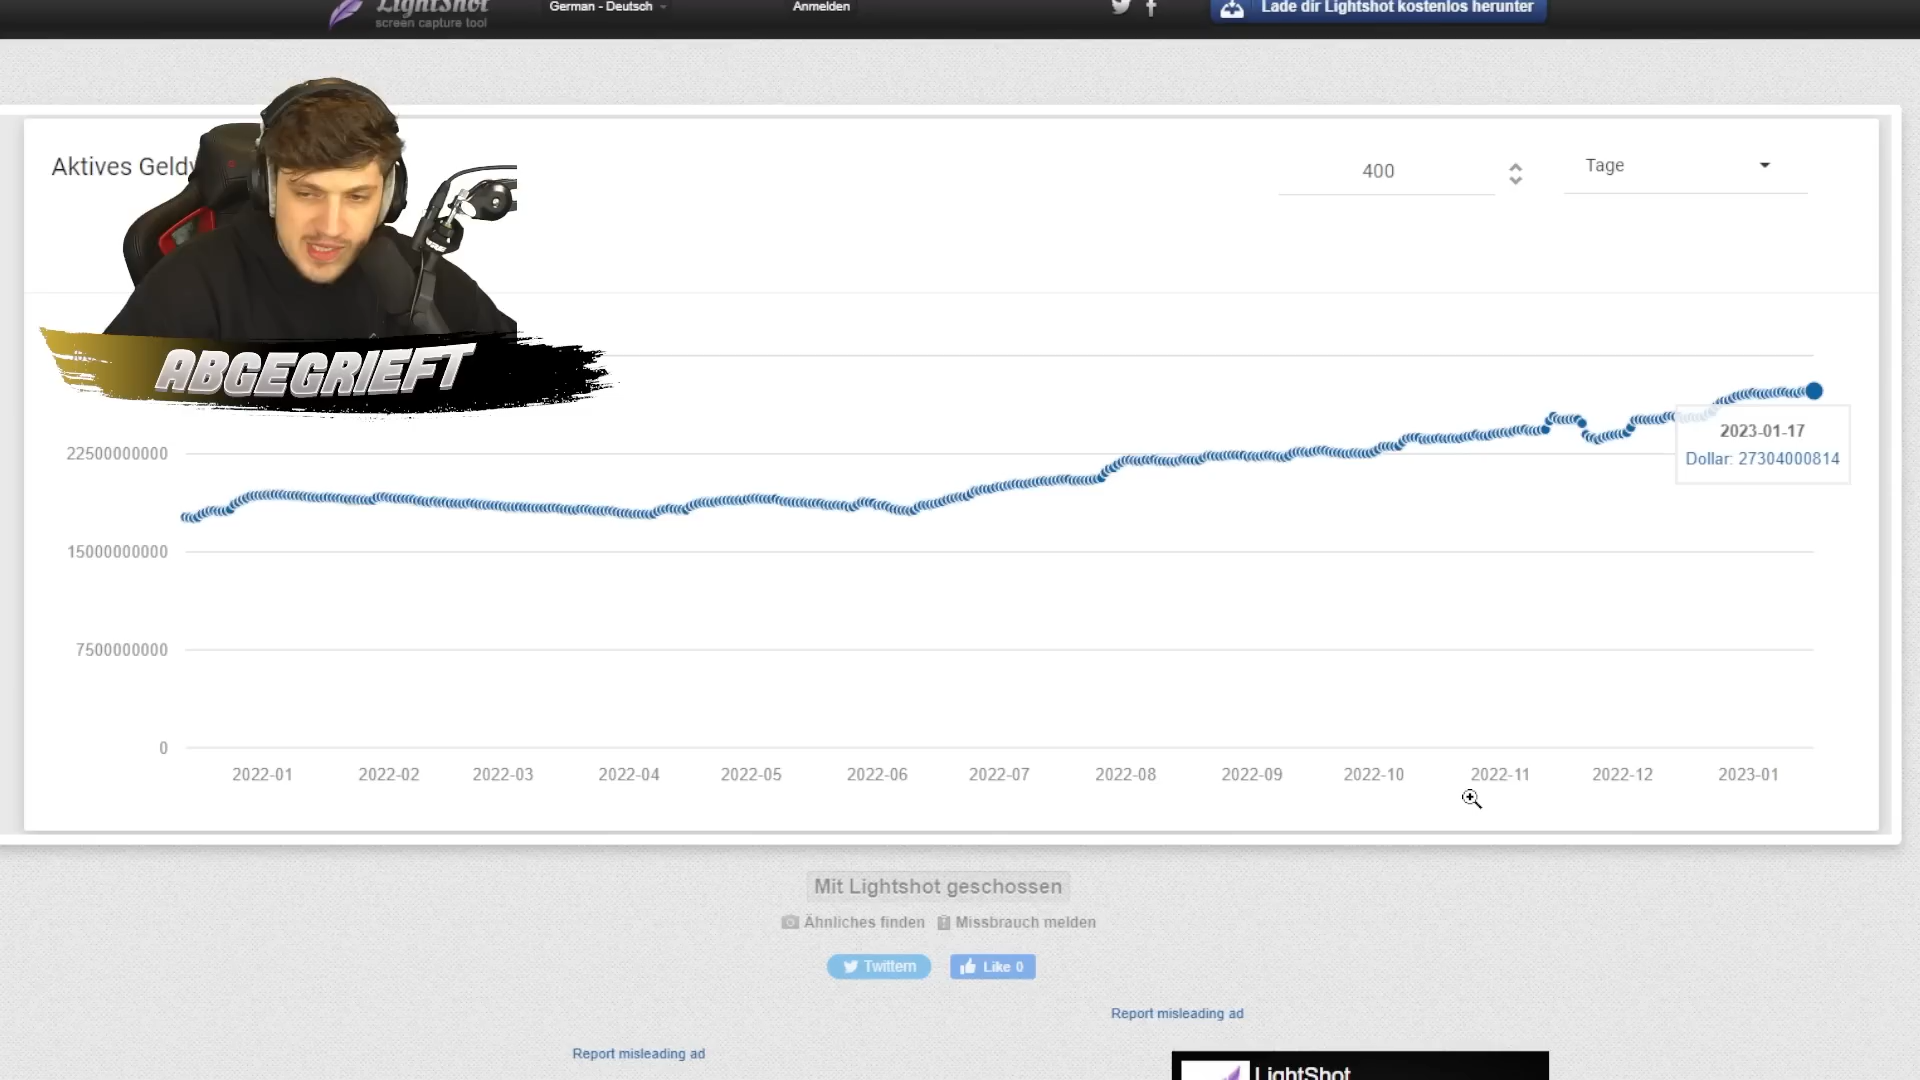 LightShot
screen capture tool
German - Deutsch
Anmelden
Lade dir Lightshot kostenlos herunter
Aktives Geldv
400
Tage
ABGEGRIEFT
22500000000
15000000000
7500000000
0
2023-01-17
Dollar: 27304000814
2022-01
2022-02
2022-03
2022-04
2022-05
2022-06
2022-07
2022-08
2022-09
2022-10
2022-11
2022-12
2023-01
Mit Lightshot geschossen
Ähnliches finden
Missbrauch melden
Twittern
Like 0
Report misleading ad
Report misleading ad
LightShot